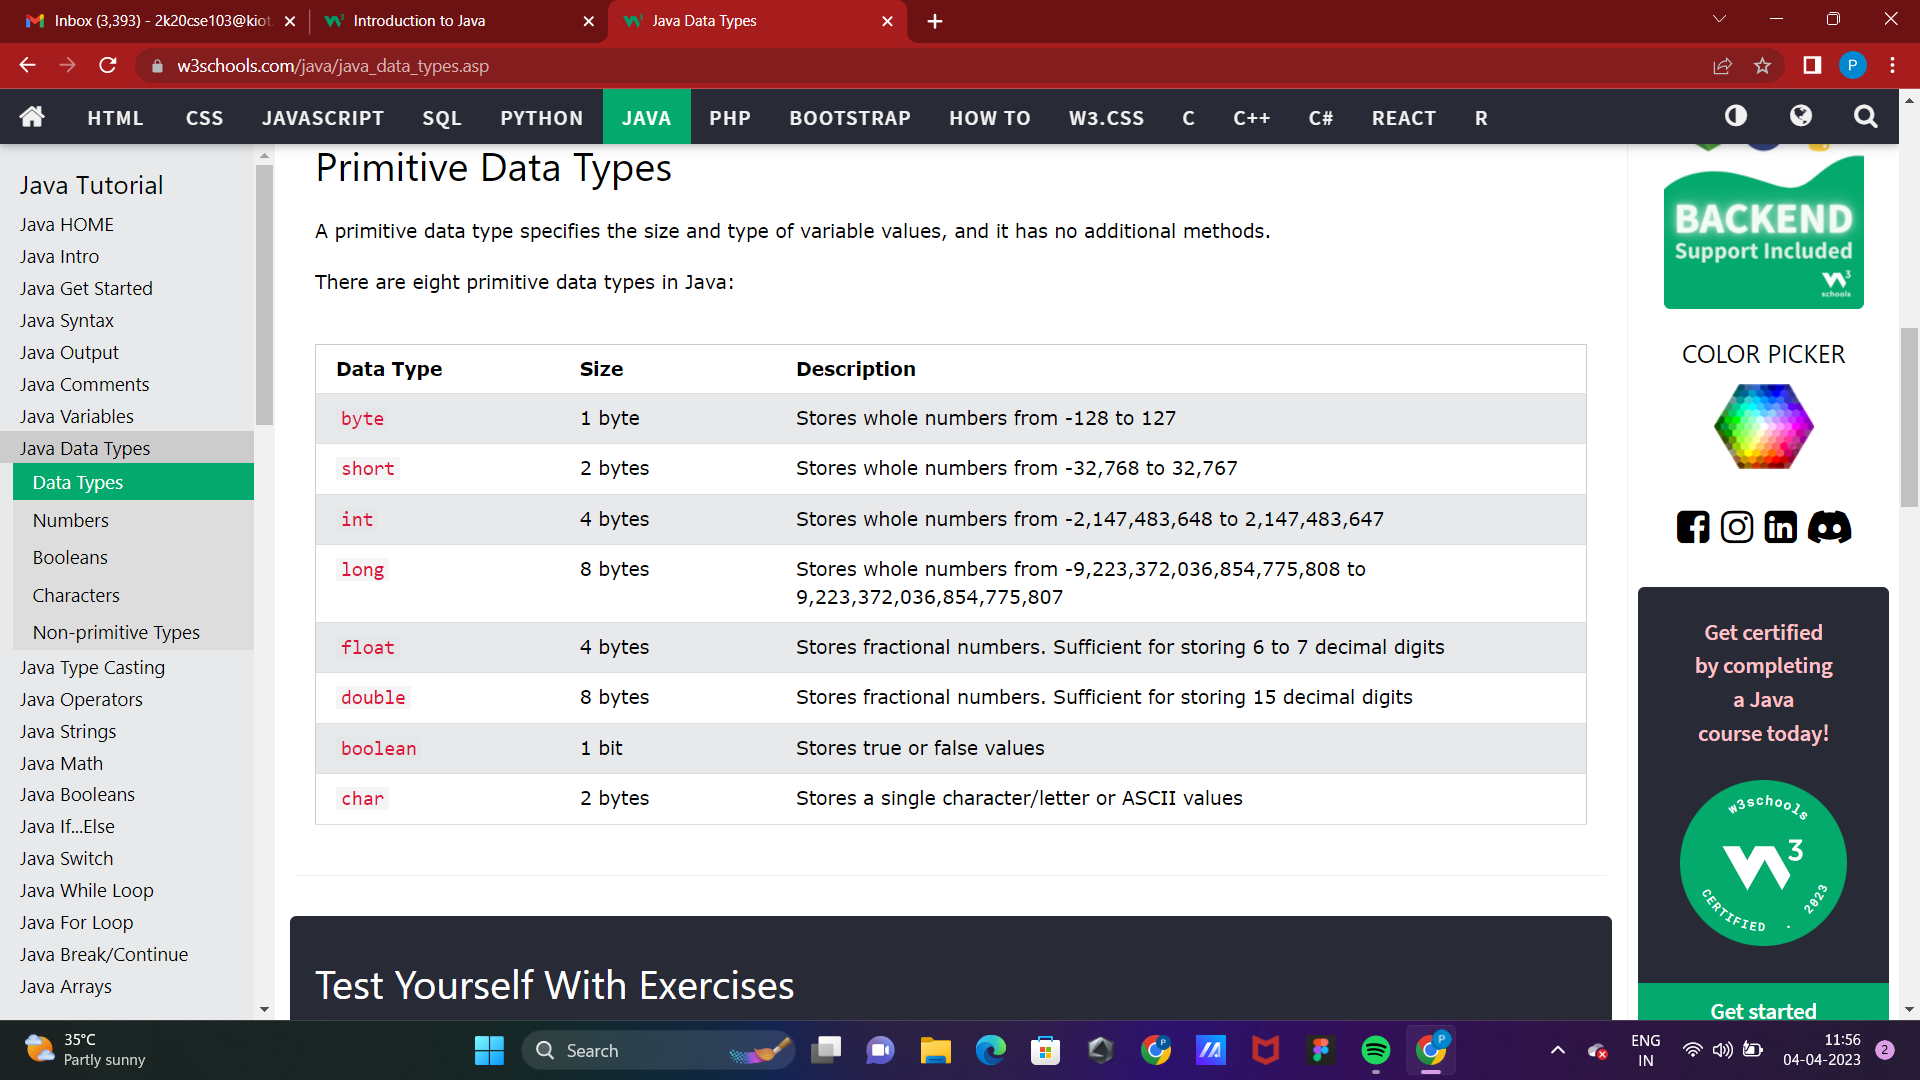 Inbox (3,393) - 2k20cse103@kiot.
Introduction to Java
Java Data Types
w3schools.com/java/java_data_types.asp
P
HTML CSS JAVASCRIPT SQL PYTHON JAVA PHP BOOTSTRAP HOW TO W3.CSS C C++ C# REACT R
Java Tutorial
Java HOME
Java Intro
Java Get Started
Java Syntax
Java Output
Java Comments
Java Variables
Java Data Types
Data Types
Numbers
Booleans
Characters
Non-primitive Types
Java Type Casting
Java Operators
Java Strings
Java Math
Java Booleans
Java If...Else
Java Switch
Java While Loop
Java For Loop
Java Break/Continue
Java Arrays
Primitive Data Types
A primitive data type specifies the size and type of variable values, and it has no additional methods.
There are eight primitive data types in Java:
Data Type Size Description
byte 1 byte Stores whole numbers from -128 to 127
short 2 bytes Stores whole numbers from -32,768 to 32,767
int 4 bytes Stores whole numbers from -2,147,483,648 to 2,147,483,647
long 8 bytes Stores whole numbers from -9,223,372,036,854,775,808 to
9,223,372,036,854,775,807
float 4 bytes Stores fractional numbers. Sufficient for storing 6 to 7 decimal digits
double 8 bytes Stores fractional numbers. Sufficient for storing 15 decimal digits
boolean 1 bit Stores true or false values
char 2 bytes Stores a single character/letter or ASCII values
Test Yourself With Exercises
BACKEND
Support Included
W3
schools
COLOR PICKER
Get certified
by completing
a Java
course today!
w3schools
W3
CERTIFIED . 2023
Get started
35°C
Partly sunny
Search
ENG
IN
11:56
04-04-2023
2